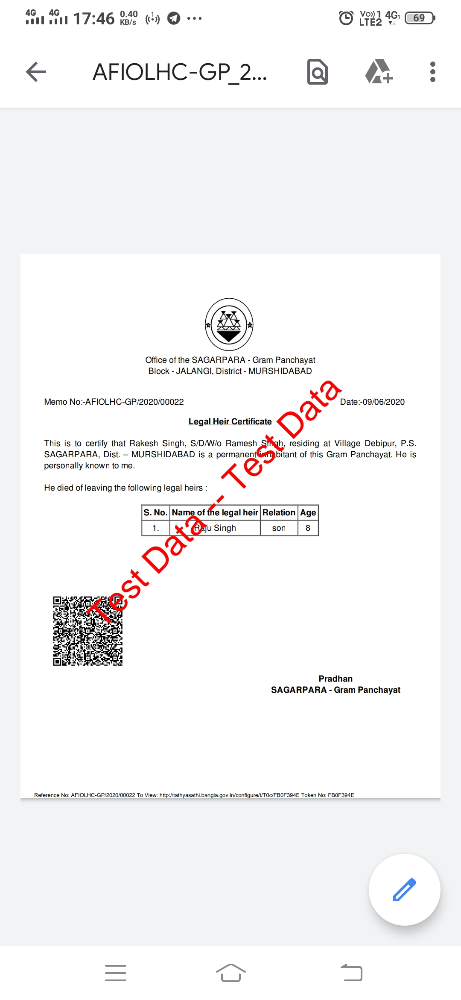 4G 4G 17:46 0.40 KB/s 1 Vo)) 1 LTE2 4G1 69
AFIOLHC-GP_2...
Office of the SAGARPARA - Gram Panchayat
Block - JALANGI, District - MURSHIDABAD
Memo No:-AFIOLHC-GP/2020/00022 Date:-09/06/2020
Legal Heir Certificate
This is to certify that Rakesh Singh, S/D/W/o Ramesh Singh, residing at Village Debipur, P.S.
SAGARPARA, Dist. – MURSHIDABAD is a permanent inhabitant of this Gram Panchayat. He is
personally known to me.
He died of leaving the following legal heirs :
S. No. Name of the legal heir Relation Age
1. Raju Singh son 8
Test Data -- Test Data
Pradhan
SAGARPARA - Gram Panchayat
Reference No: AFIOLHC-GP/2020/00022 To View: http://tathyasathi.bangla.gov.in/configure/t/T0c/FB0F394E Token No: FB0F394E